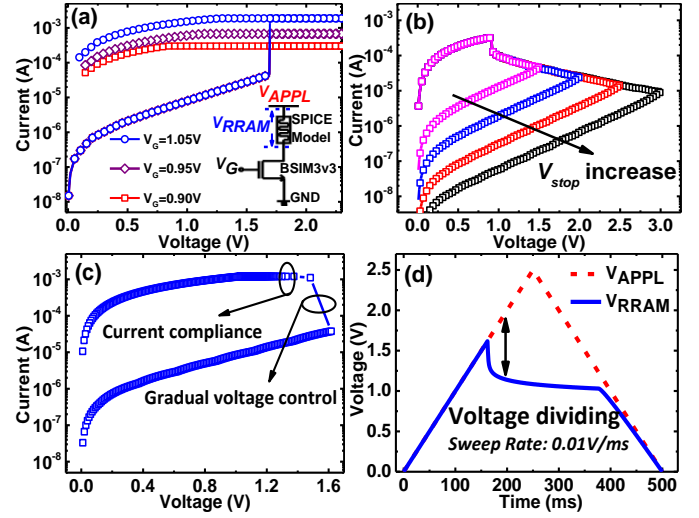 (a)
Current (A)
10⁻³
10⁻⁴
10⁻⁵
10⁻⁶
10⁻⁷
10⁻⁸
V_G=1.05V
V_G=0.95V
V_G=0.90V
V_APPL
V_RRAM
SPICE
Model
V_G
BSIM3v3
GND
0.0 0.5 1.0 1.5 2.0
Voltage (V)
(b)
Current (A)
10⁻³
10⁻⁴
10⁻⁵
10⁻⁶
10⁻⁷
10⁻⁸
V_stop increase
0.0 0.5 1.0 1.5 2.0 2.5 3.0
Voltage (V)
(c)
Current (A)
10⁻³
10⁻⁴
10⁻⁵
10⁻⁶
10⁻⁷
10⁻⁸
Current compliance
Gradual voltage control
0.0 0.4 0.8 1.2 1.6
Voltage (V)
(d)
Voltage (V)
2.5
2.0
1.5
1.0
0.5
0.0
V_APPL
V_RRAM
Voltage dividing
Sweep Rate: 0.01V/ms
0 100 200 300 400 500
Time (ms)